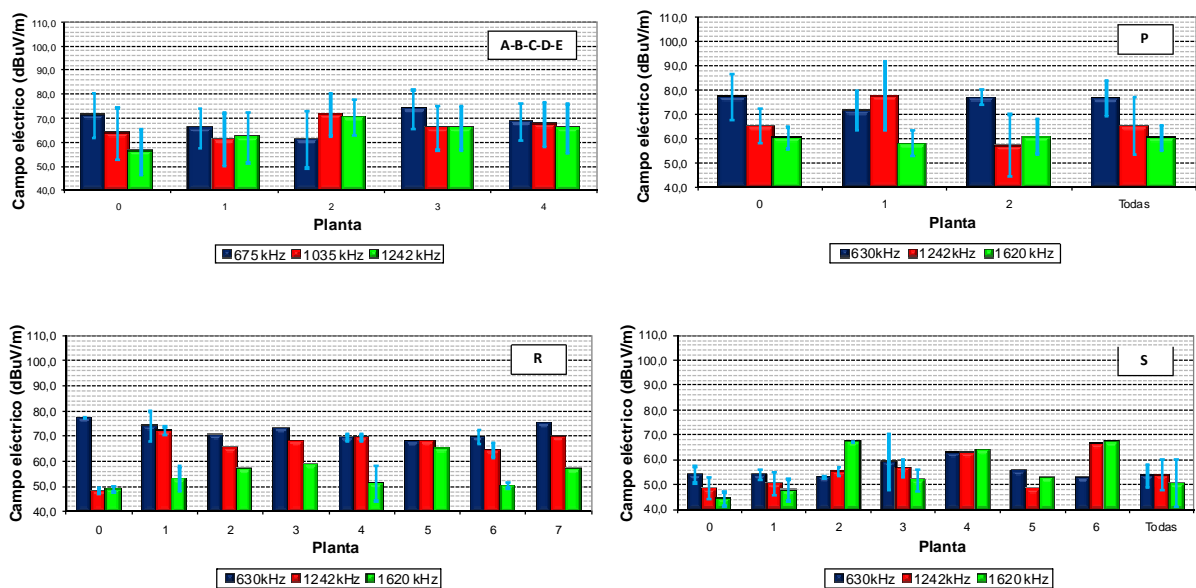 Campo eléctrico (dBuV/m)
110,0
100,0
90,0
80,0
70,0
60,0
50,0
40,0
A-B-C-D-E
0 1 2 3 4
Planta
675 kHz 1035 kHz 1242 kHz
Campo eléctrico (dBuV/m)
110,0
100,0
90,0
80,0
70,0
60,0
50,0
40,0
P
0 1 2 Todas
Planta
630kHz 1242kHz 1620 kHz
Campo eléctrico (dBuV/m)
110,0
100,0
90,0
80,0
70,0
60,0
50,0
40,0
R
0 1 2 3 4 5 6 7
Planta
630kHz 1242kHz 1620 kHz
Campo eléctrico (dBuV/m)
110,0
100,0
90,0
80,0
70,0
60,0
50,0
40,0
S
0 1 2 3 4 5 6 Todas
Planta
630kHz 1242kHz 1620 kHz